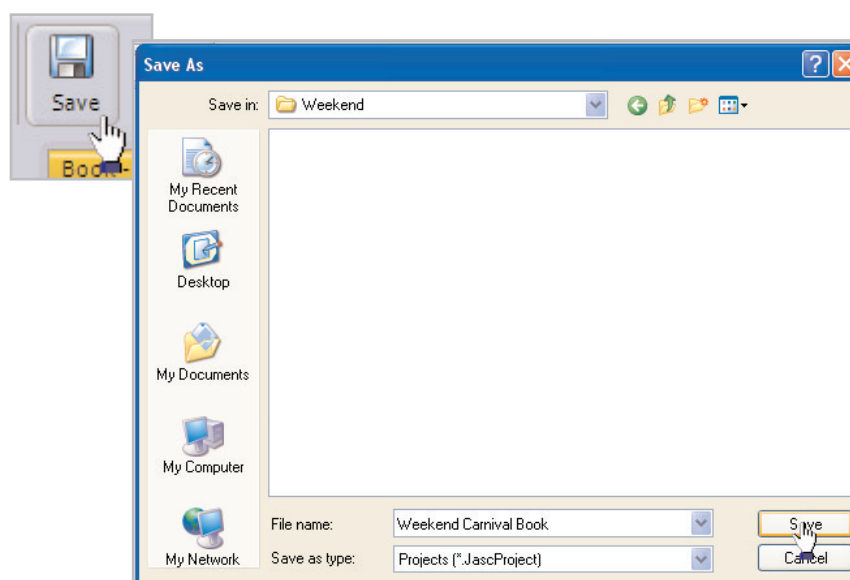 Save
Book-
Save As
Save in:
Weekend
My Recent
Documents
Desktop
My Documents
My Computer
My Network
File name:
Weekend Carnival Book
Save
Save as type:
Projects (*.JascProject)
Cancel